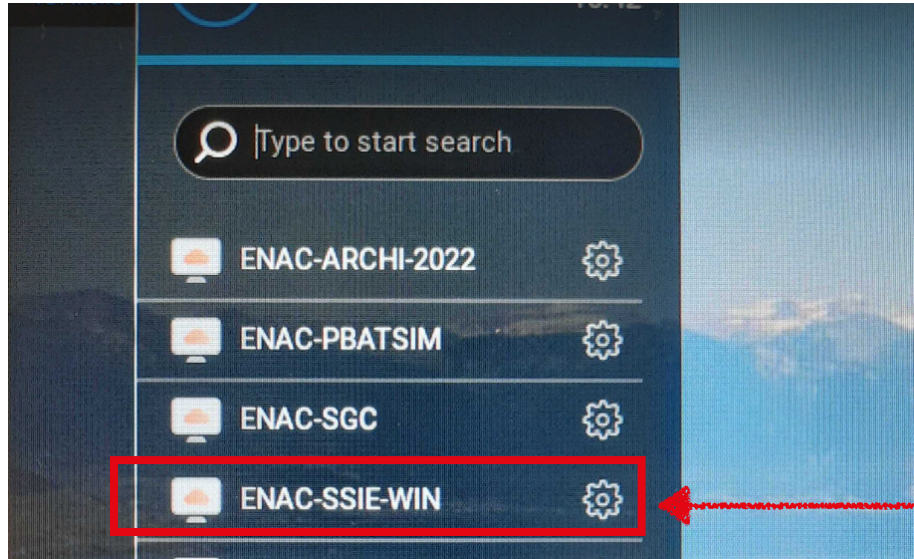 Type to start search
ENAC-ARCHI-2022
ENAC-PBATSIM
ENAC-SGC
ENAC-SSIE-WIN